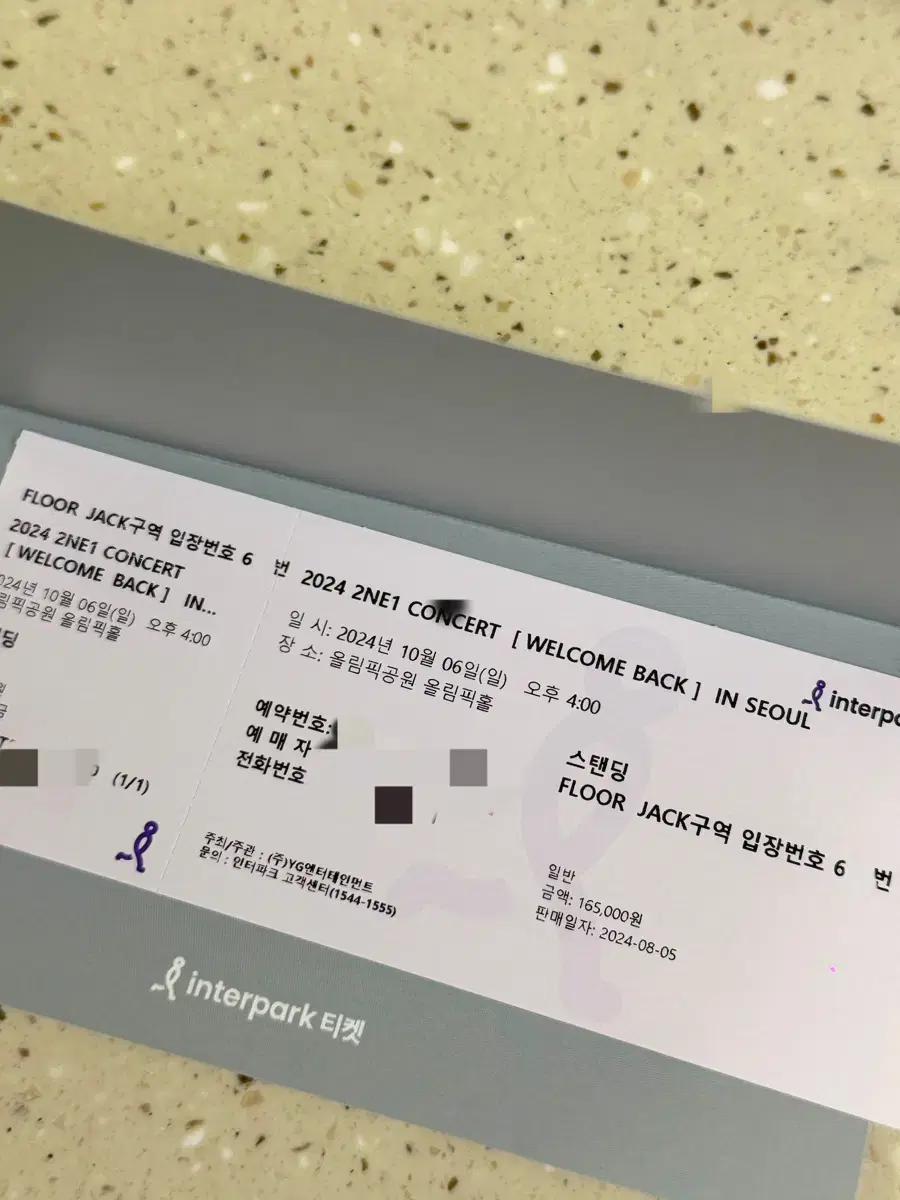 FLOOR JACK구역 입장번호 6 번
2024 2NE1 CONCERT
[ WELCOME BACK ] IN...
024년 10월 06일(일) 오후 4:00
림픽공원 올림픽홀
딩
(1/1)
2024 2NE1 CONCERT [ WELCOME BACK ] IN SEOUL
일 시: 2024년 10월 06일(일) 오후 4:00
장 소: 올림픽공원 올림픽홀
예약번호:
예 매 자
전화번호
주최/주관 : (주)YG엔터테인먼트
문의 : 인터파크 고객센터(1544-1555)
interpa
스탠딩
FLOOR JACK구역 입장번호 6 번
일반
금액: 165,000원
판매일자: 2024-08-05
interpark 티켓